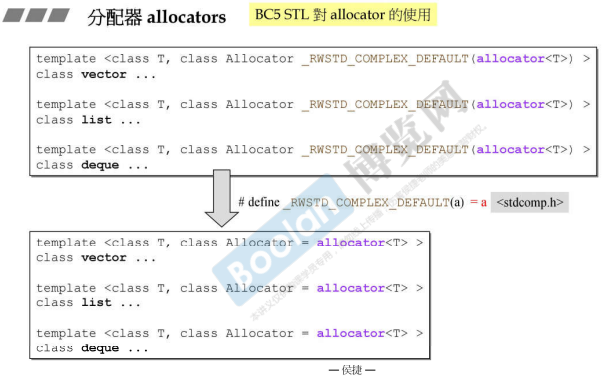 分配器 allocators
BC5 STL 對 allocator 的使用
template <class T, class Allocator _RWSTD_COMPLEX_DEFAULT(allocator<T>) >
class vector ...
template <class T, class Allocator _RWSTD_COMPLEX_DEFAULT(allocator<T>) >
class list ...
template <class T, class Allocator _RWSTD_COMPLEX_DEFAULT(allocator<T>) >
class deque ...
# define _RWSTD_COMPLEX_DEFAULT(a) = a <stdcomp.h>
template <class T, class Allocator = allocator<T> >
class vector ...
template <class T, class Allocator = allocator<T> >
class list ...
template <class T, class Allocator = allocator<T> >
class deque ...
Boolan 博览网
— 侯捷 —